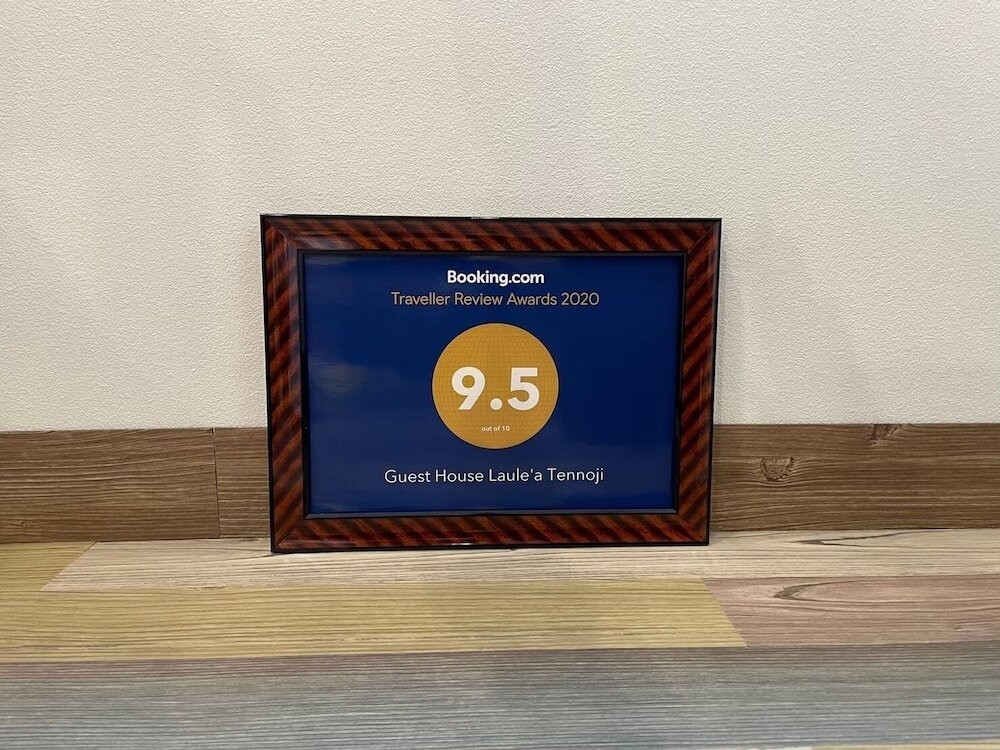 Booking.com
Traveller Review Awards 2020
9.5
out of 10
Guest House Laule'a Tennoji